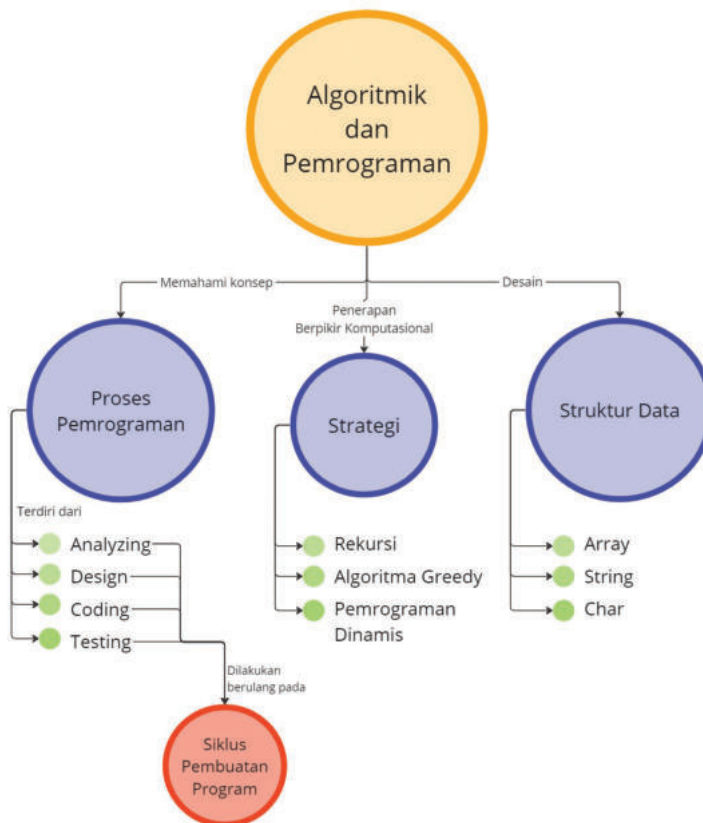 Algoritmik
dan
Pemrograman
Memahami konsep
Penerapan
Berpikir Komputasional
Desain
Proses
Pemrograman
Strategi
Struktur Data
Terdiri dari
Analyzing
Design
Coding
Testing
Rekursi
Algoritma Greedy
Pemrograman
Dinamis
Array
String
Char
Dilakukan
berulang pada
Siklus
Pembuatan
Program